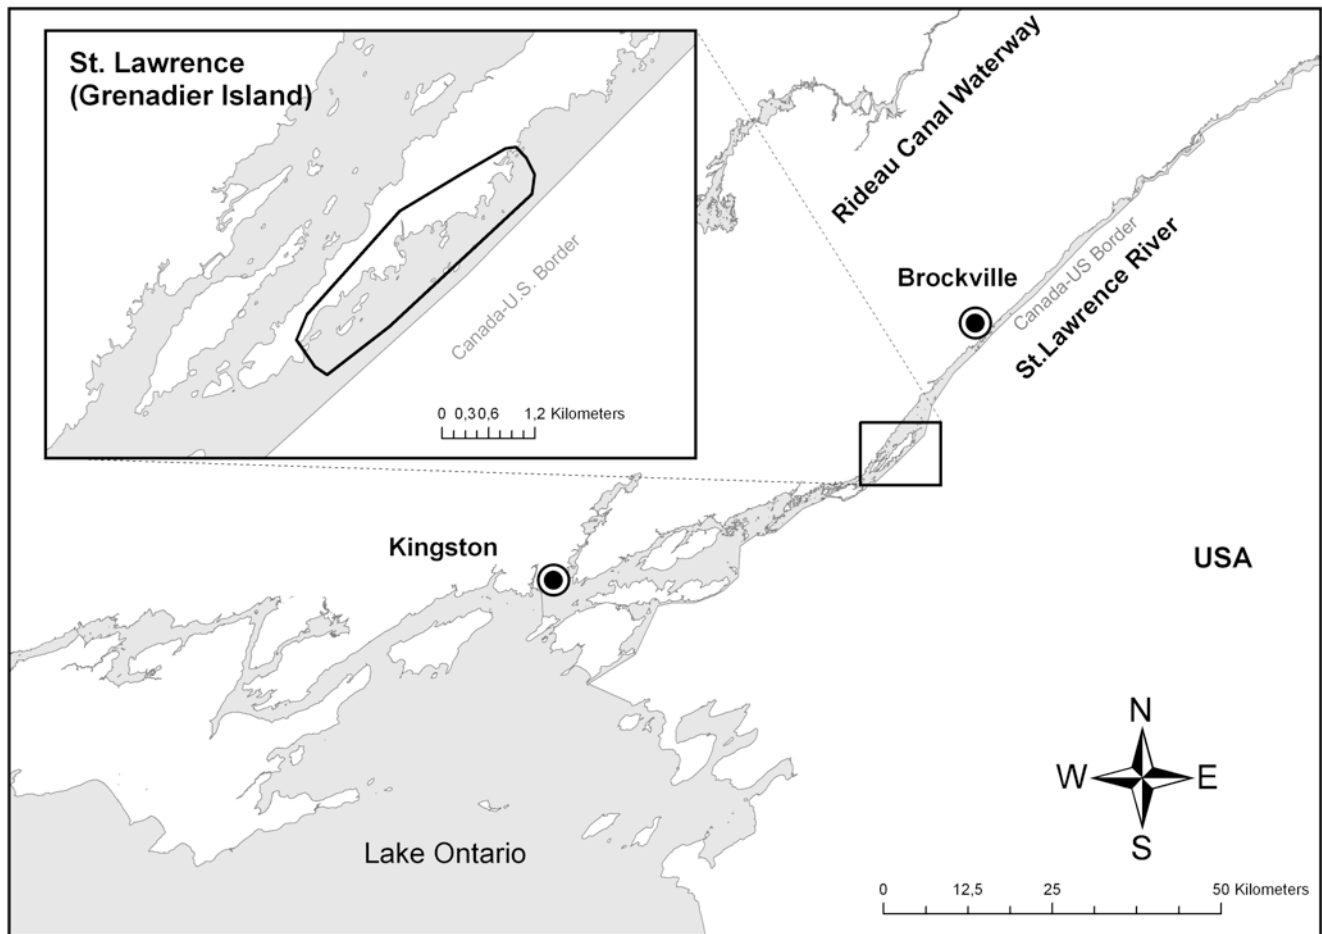 St. Lawrence
(Grenadier Island)
Canada-U.S. Border
0 0,30,6 1,2 Kilometers
Rideau Canal Waterway
Brockville
Canada-US Border
St.Lawrence River
Kingston
USA
Lake Ontario
N
W E
S
0 12,5 25 50 Kilometers